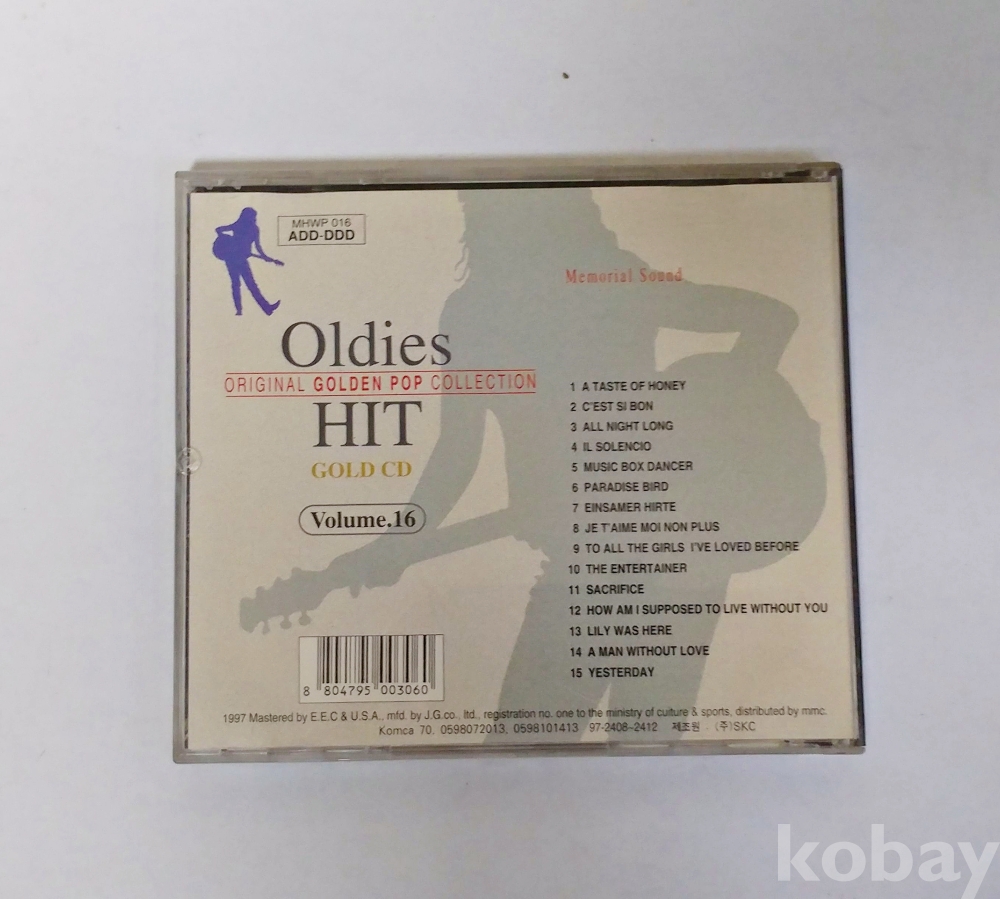 MHWP 016
ADD-DDD
Memorial Sound
Oldies
ORIGINAL GOLDEN POP COLLECTION
HIT
GOLD CD
Volume.16
1 A TASTE OF HONEY
2 C'EST SI BON
3 ALL NIGHT LONG
4 IL SOLENCIO
5 MUSIC BOX DANCER
6 PARADISE BIRD
7 EINSAMER HIRTE
8 JE T'AIME MOI NON PLUS
9 TO ALL THE GIRLS I'VE LOVED BEFORE
10 THE ENTERTAINER
11 SACRIFICE
12 HOW AM I SUPPOSED TO LIVE WITHOUT YOU
13 LILY WAS HERE
14 A MAN WITHOUT LOVE
15 YESTERDAY
8 804795 003060
1997 Mastered by E.E.C & U.S.A., mfd. by J.G.co., ltd., registration no. one to the ministry of culture & sports, distributed by mmc.
Komca 70, 0598072013, 0598101413 97-2408~2412 제조원 : (주)SKC
kobay